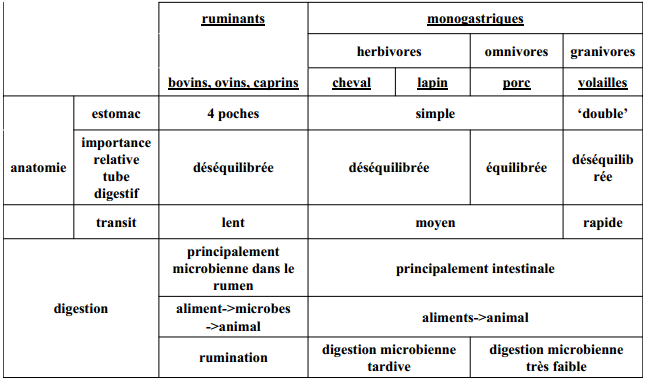 ruminants
monogastriques
herbivores
omnivores
granivores
bovins, ovins, caprins
cheval
lapin
porc
volailles
anatomie
estomac
4 poches
simple
‘double’
importance
relative
tube
digestif
déséquilibrée
déséquilibrée
équilibrée
déséquilib
rée
transit
lent
moyen
rapide
digestion
principalement
microbienne dans le
rumen
principalement intestinale
aliment->microbes
->animal
aliments->animal
rumination
digestion microbienne
tardive
digestion microbienne
très faible